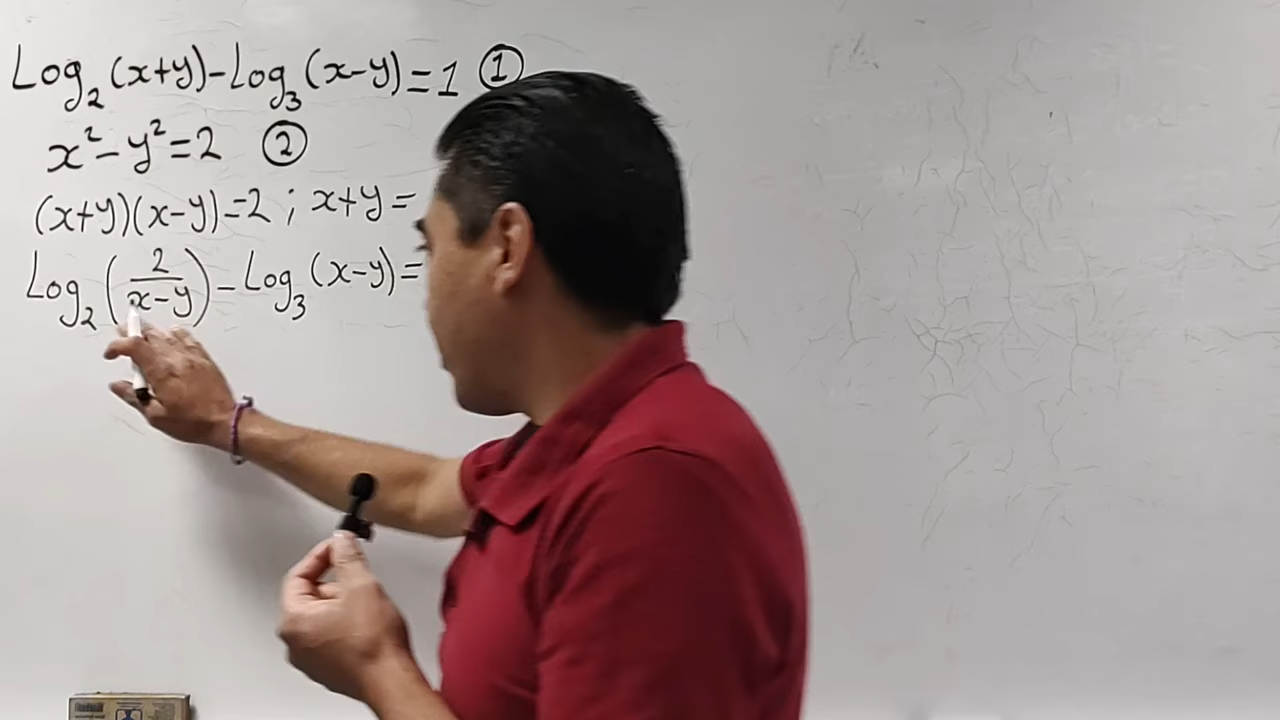 Log₂(x+y)-Log₃(x-y)=1 ①
x²-y²=2 ②
(x+y)(x-y)=2 ; x+y=
Log₂(2/(x-y))-Log₃(x-y)=